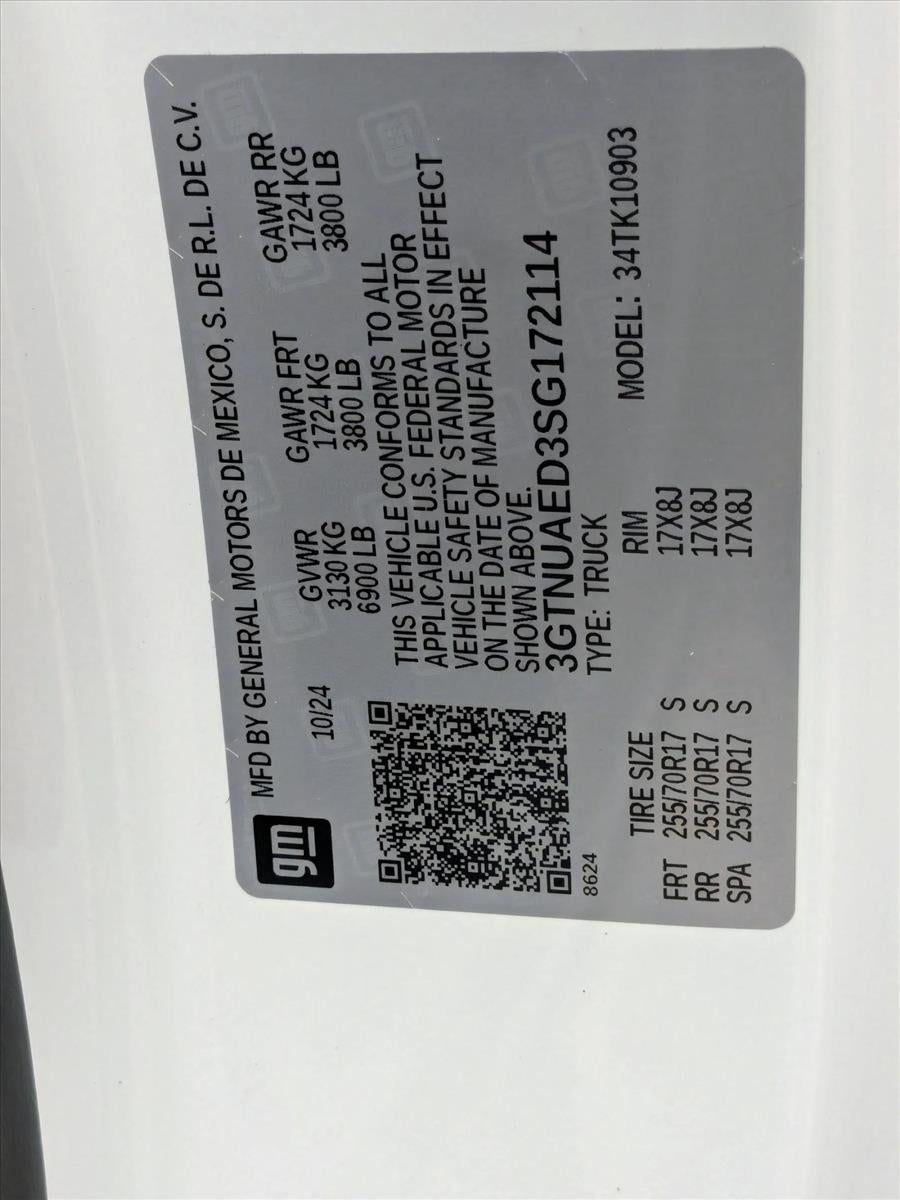 gm
MFD BY GENERAL MOTORS DE MEXICO, S. DE R.L. DE C.V.
10/24
GVWR GAWR FRT GAWR RR
3130 KG 1724 KG 1724 KG
6900 LB 3800 LB 3800 LB
THIS VEHICLE CONFORMS TO ALL
APPLICABLE U.S. FEDERAL MOTOR
VEHICLE SAFETY STANDARDS IN EFFECT
ON THE DATE OF MANUFACTURE
SHOWN ABOVE.
3GTNUAED3SG172114
8624
TYPE: TRUCK MODEL: 34TK10903
TIRE SIZE RIM
FRT 255/70R17 S 17X8J
RR 255/70R17 S 17X8J
SPA 255/70R17 S 17X8J